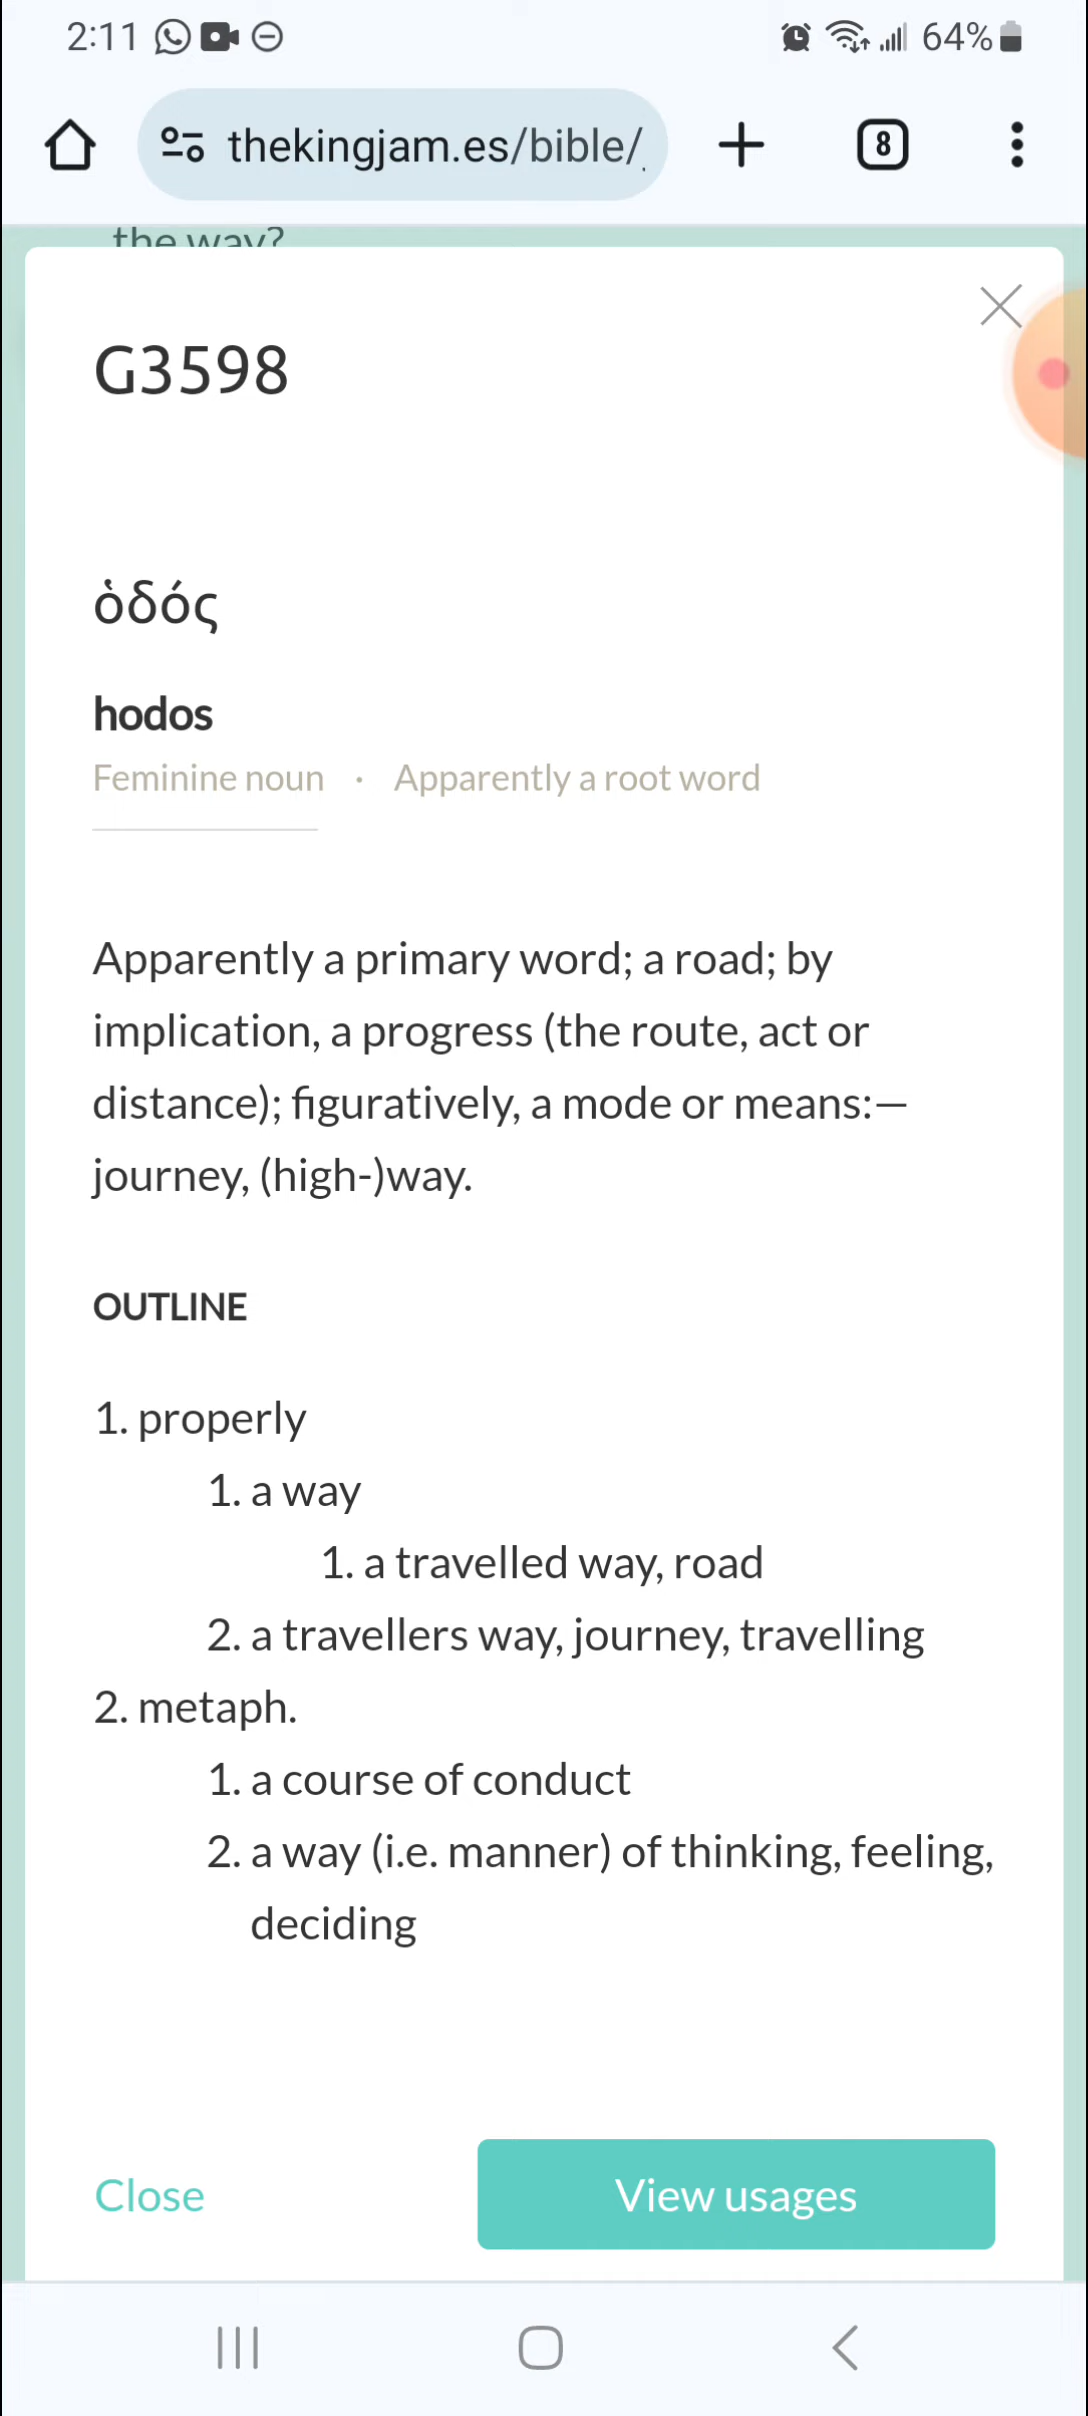 2:11 64%
thekingjam.es/bible/ 8
the way?
G3598
ὁδός
hodos
Feminine noun · Apparently a root word
Apparently a primary word; a road; by
implication, a progress (the route, act or
distance); figuratively, a mode or means:—
journey, (high-)way.
OUTLINE
1. properly
1. a way
1. a travelled way, road
2. a travellers way, journey, travelling
2. metaph.
1. a course of conduct
2. a way (i.e. manner) of thinking, feeling,
deciding
Close View usages